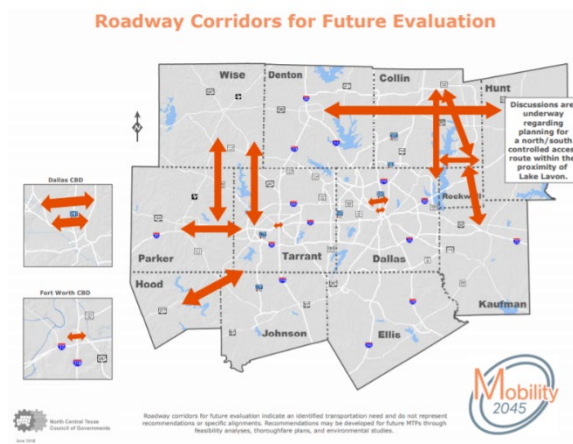 Roadway Corridors for Future Evaluation
Wise
Denton
Collin
Hunt
Discussions are
underway
regarding
planning for
a north/south
controlled access
route within the
proximity of
Lake Lavon.
Dallas CBD
Rockwall
Parker
Tarrant
Dallas
Hood
Kaufman
Fort Worth CBD
Johnson
Ellis
Mobility
2045
North Central Texas
Council of Governments
June 2018
Roadway corridors for future evaluation indicate an identified transportation need and do not represent
recommendations or specific alignments. Recommendations may be developed for future MTPs through
feasibility analyses, thoroughfare plans, and environmental studies.